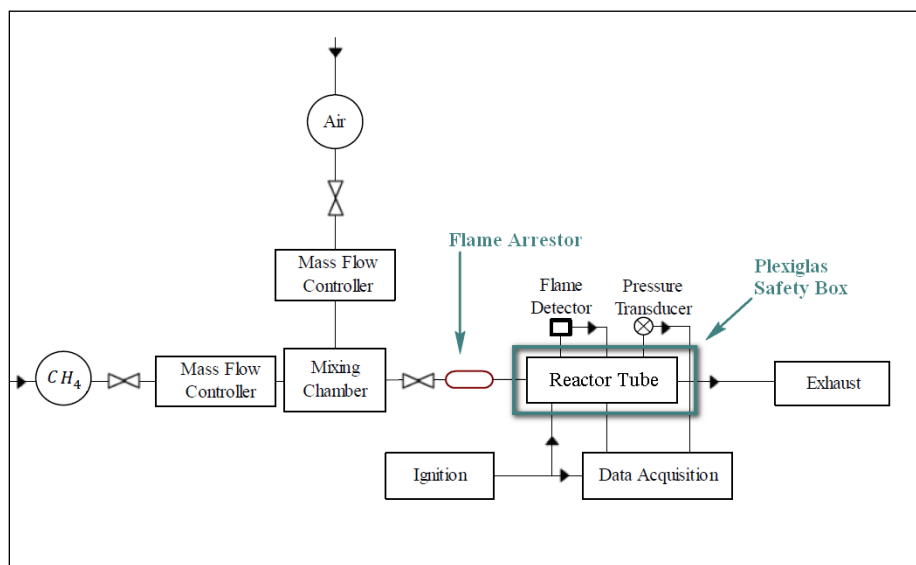 Air
Flame Arrestor
Mass Flow
Controller
Plexiglas
Safety Box
Flame
Detector
Pressure
Transducer
CH₄
Mass Flow
Controller
Mixing
Chamber
Reactor Tube
Exhaust
Ignition
Data Acquisition